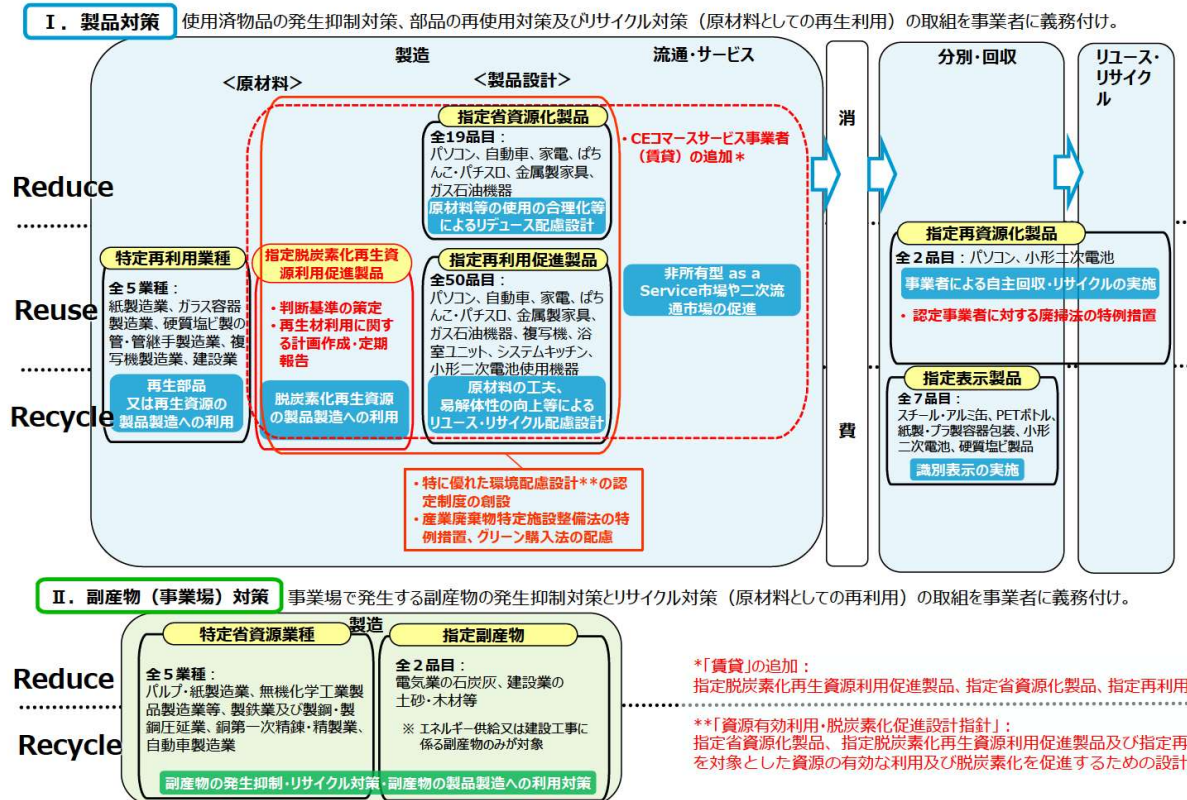 Ⅰ．製品対策
使用済物品の発生抑制対策、部品の再使用対策及びリサイクル対策（原材料としての再生利用）の取組を事業者に義務付け。
製造
流通・サービス
＜原材料＞
＜製品設計＞
消
費
分別・回収
リユース・
リサイク
ル
Reduce
Reuse
Recycle
指定省資源化製品
全19品目：
パソコン、自動車、家電、ぱち
んこ・パチスロ、金属製家具、
ガス石油機器
原材料等の使用の合理化等
によるリデュース配慮設計
・CEコマースサービス事業者
（賃貸）の追加＊
特定再利用業種
全５業種：
紙製造業、ガラス容器
製造業、硬質塩ビ製の
管・管継手製造業、複
写機製造業、建設業
再生部品
又は再生資源の
製品製造への利用
指定脱炭素化再生資
源利用促進製品
・判断基準の策定
・再生材利用に関す
る計画作成・定期
報告
脱炭素化再生資源
の製品製造への利用
指定再利用促進製品
全50品目：
パソコン、自動車、家電、ぱち
んこ・パチスロ、金属製家具、
ガス石油機器、複写機、浴
室ユニット、システムキッチン、
小形二次電池使用機器
原材料の工夫、
易解体性の向上等による
リユース・リサイクル配慮設計
非所有型 as a
Service市場や二次流
通市場の促進
指定再資源化製品
全２品目：パソコン、小形二次電池
事業者による自主回収・リサイクルの実施
・認定事業者に対する廃掃法の特例措置
指定表示製品
全７品目：
スチール・アルミ缶、PETボトル、
紙製・プラ製容器包装、小形
二次電池、硬質塩ビ製品
識別表示の実施
・特に優れた環境配慮設計**の認
定制度の創設
・産業廃棄物特定施設整備法の特
例措置、グリーン購入法の配慮
Ⅱ．副産物（事業場）対策
事業場で発生する副産物の発生抑制対策とリサイクル対策（原材料としての再利用）の取組を事業者に義務付け。
製造
Reduce
Recycle
特定省資源業種
全５業種：
パルプ・紙製造業、無機化学工業製
品製造業等、製鉄業及び製鋼・製
鋼圧延業、銅第一次精錬・精製業、
自動車製造業
指定副産物
全２品目：
電気業の石炭灰、建設業の
土砂・木材等
※ エネルギー供給又は建設工事に
係る副産物のみが対象
副産物の発生抑制・リサイクル対策・副産物の製品製造への利用対策
*「賃貸」の追加：
指定脱炭素化再生資源利用促進製品、指定省資源化製品、指定再利用
**「資源有効利用・脱炭素化促進設計指針」：
指定省資源化製品、指定脱炭素化再生資源利用促進製品及び指定再
を対象とした資源の有効な利用及び脱炭素化を促進するための設計